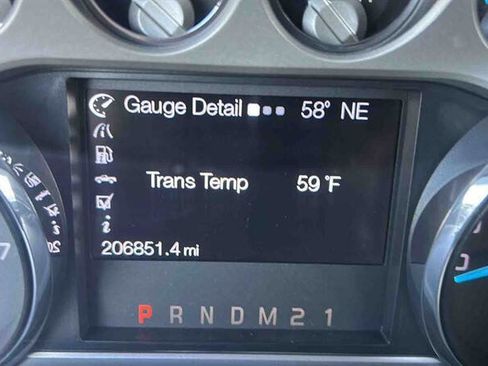 Gauge Detail 58° NE
Trans Temp 59 °F
206851.4 mi
P R N D M 2 1